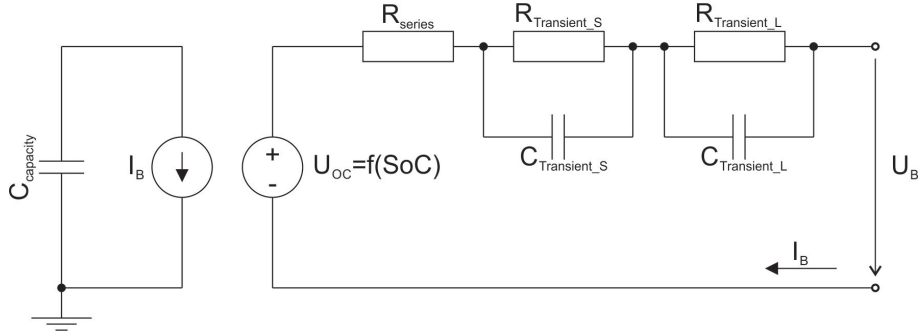 R_series
R_Transient_S
R_Transient_L
C_capacity
I_B
+
-
U_OC=f(SoC)
C_Transient_S
C_Transient_L
U_B
I_B